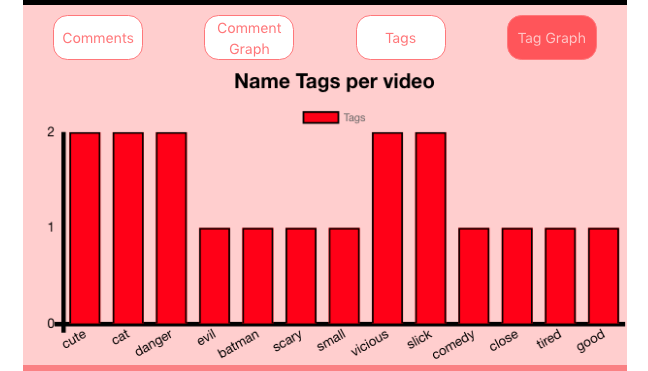 Comments
Comment
Graph
Tags
Tag Graph
Name Tags per video
Tags
2
1
0
cute
cat
danger
evil
batman
scary
small
vicious
slick
comedy
close
tired
good